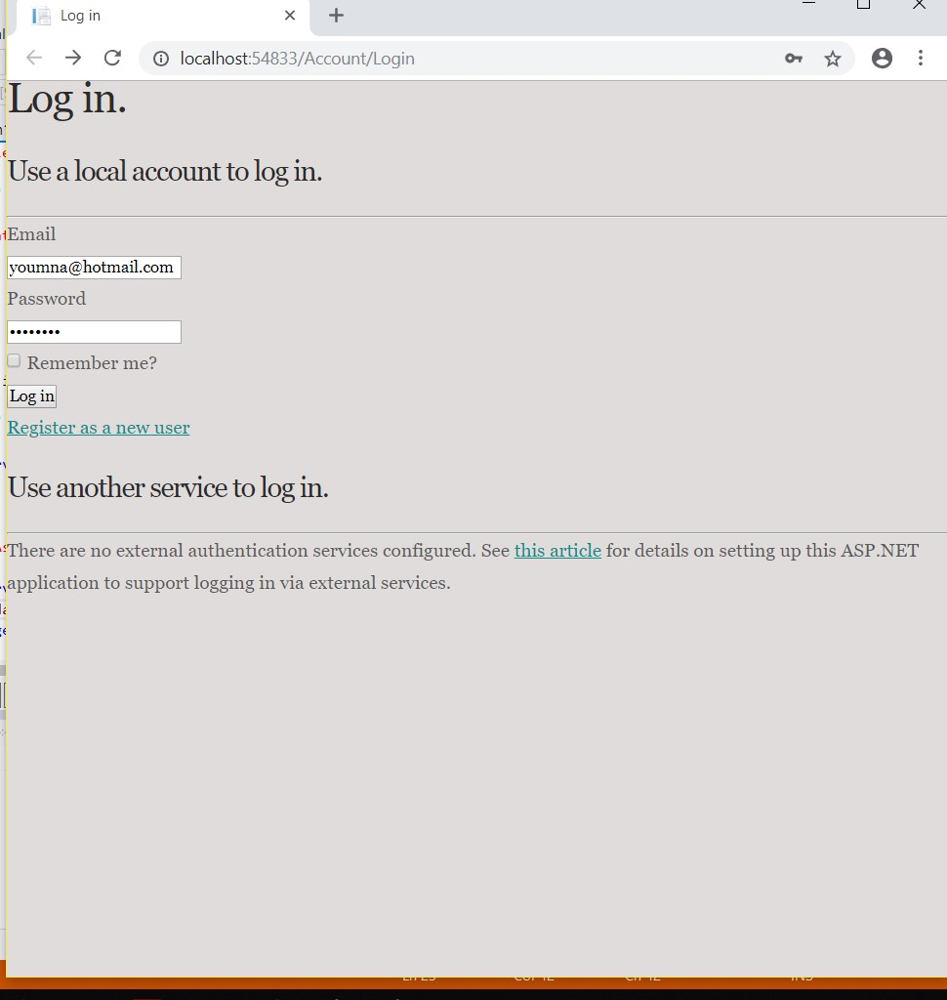 Log in
localhost:54833/Account/Login
Log in.
Use a local account to log in.
Email
youmna@hotmail.com
Password
••••••••
Remember me?
Log in
Register as a new user
Use another service to log in.
There are no external authentication services configured. See this article for details on setting up this ASP.NET
application to support logging in via external services.